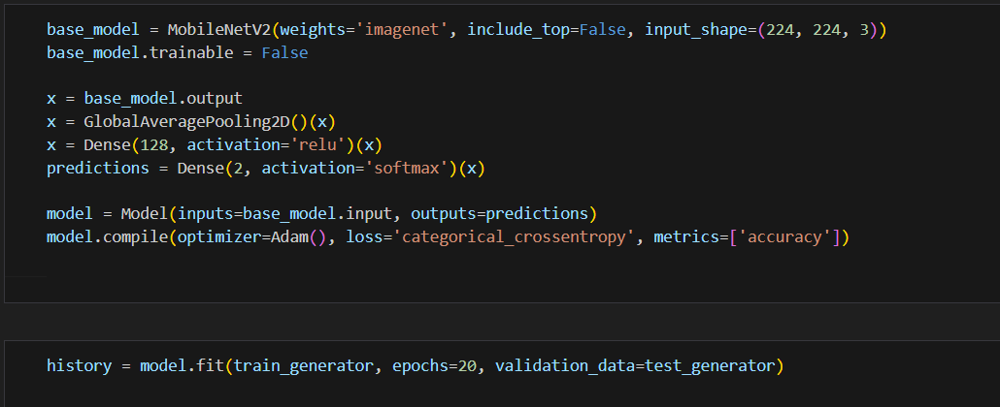 base_model = MobileNetV2(weights='imagenet', include_top=False, input_shape=(224, 224, 3))
base_model.trainable = False
x = base_model.output
x = GlobalAveragePooling2D()(x)
x = Dense(128, activation='relu')(x)
predictions = Dense(2, activation='softmax')(x)
model = Model(inputs=base_model.input, outputs=predictions)
model.compile(optimizer=Adam(), loss='categorical_crossentropy', metrics=['accuracy'])
history = model.fit(train_generator, epochs=20, validation_data=test_generator)